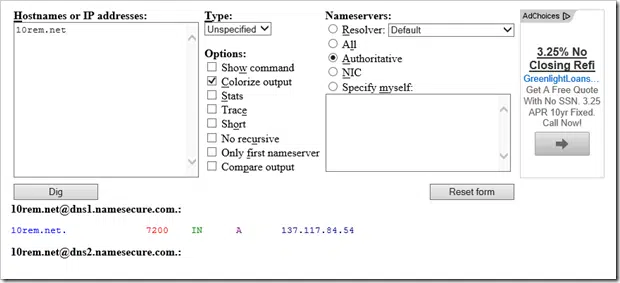 Hostnames or IP addresses:
10rem.net
Type:
Unspecified
Options:
Show command
Colorize output
Stats
Trace
Short
No recursive
Only first nameserver
Compare output
Nameservers:
Resolver: Default
All
Authoritative
NIC
Specify myself:
AdChoices
3.25% No
Closing Refi
GreenlightLoans...
Get A Free Quote
With No SSN. 3.25
APR 10yr Fixed.
Call Now!
Dig
Reset form
10rem.net@dns1.namesecure.com.:
10rem.net. 7200 IN A 137.117.84.54
10rem.net@dns2.namesecure.com.: